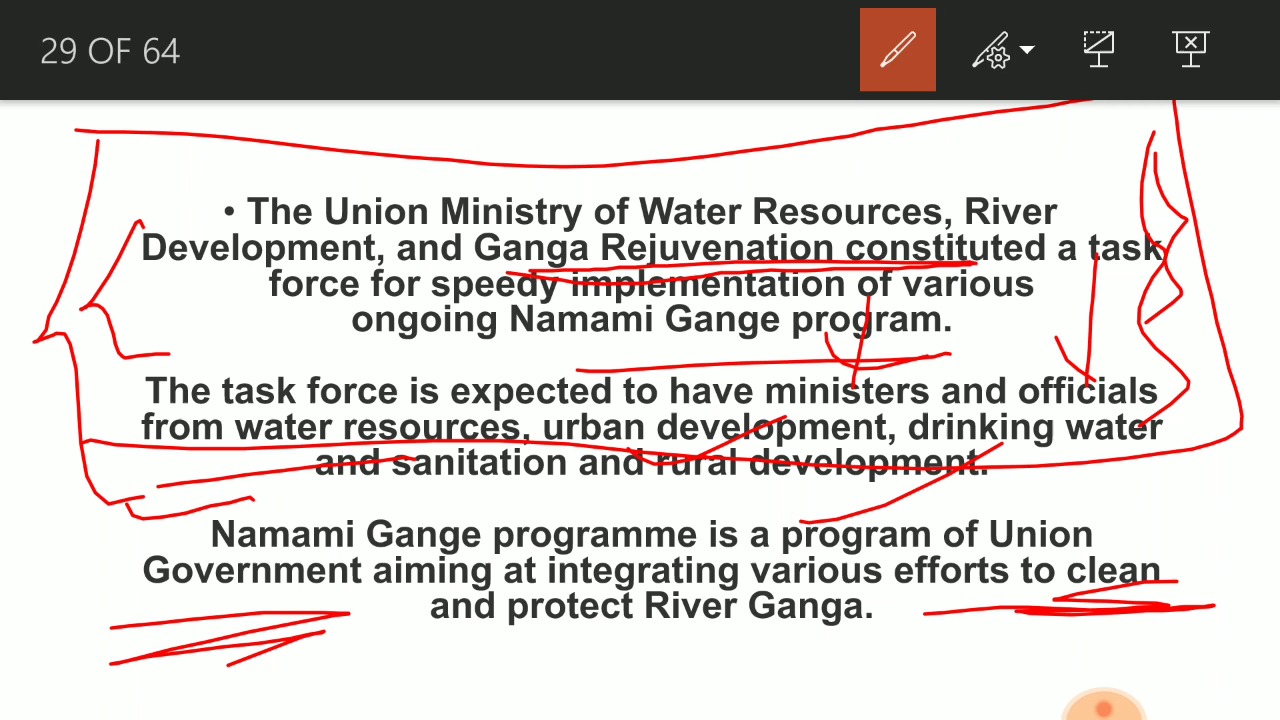 29 OF 64
• The Union Ministry of Water Resources, River
Development, and Ganga Rejuvenation constituted a task
force for speedy implementation of various
ongoing Namami Gange program.
The task force is expected to have ministers and officials
from water resources, urban development, drinking water
and sanitation and rural development.
Namami Gange programme is a program of Union
Government aiming at integrating various efforts to clean
and protect River Ganga.